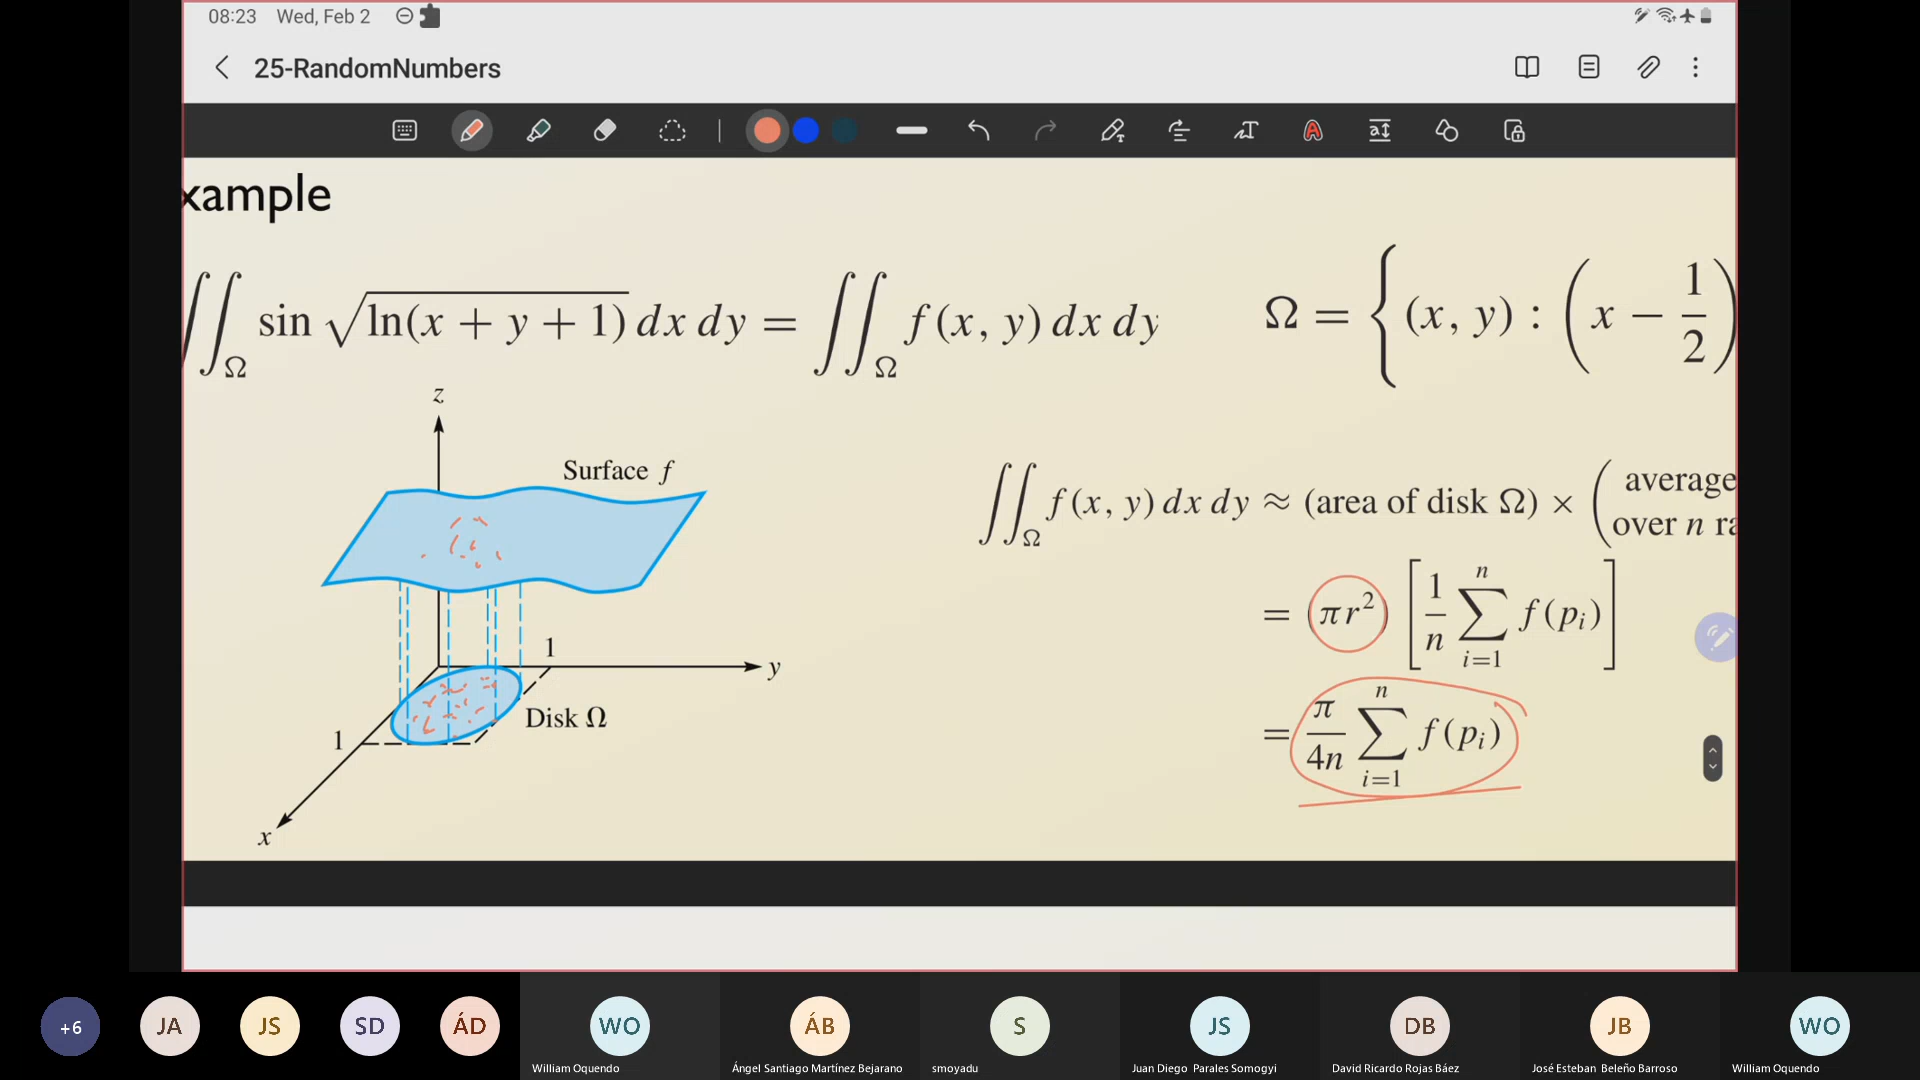 08:23 Wed, Feb 2
25-RandomNumbers
xample
∬_Ω sin √ln(x + y + 1) dx dy = ∬_Ω f(x, y) dx dy
Ω = { (x, y) : ( x − 1/2 )
z
Surface f
1
y
Disk Ω
1
x
∬_Ω f(x, y) dx dy ≈ (area of disk Ω) × ( average
over n ra
= (πr²) [ 1/n ∑_{i=1}^{n} f(p_i) ]
= π/4n ∑_{i=1}^{n} f(p_i)
+6
JA
JS
SD
ÁD
WO
William Oquendo
ÁB
Ángel Santiago Martínez Bejarano
S
smoyadu
JS
Juan Diego Parales Somogyi
DB
David Ricardo Rojas Báez
JB
José Esteban Beleño Barroso
WO
William Oquendo